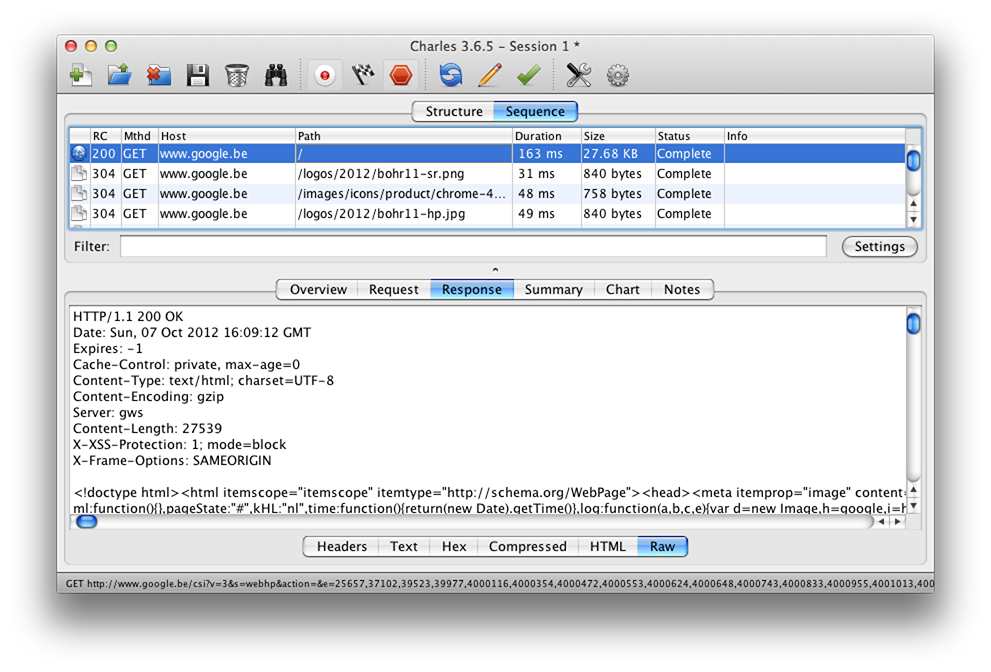 Charles 3.6.5 – Session 1 *
Structure Sequence
RC Mthd Host Path Duration Size Status Info
200 GET www.google.be / 163 ms 27.68 KB Complete
304 GET www.google.be /logos/2012/bohr11-sr.png 31 ms 840 bytes Complete
304 GET www.google.be /images/icons/product/chrome-4... 48 ms 758 bytes Complete
304 GET www.google.be /logos/2012/bohr11-hp.jpg 49 ms 840 bytes Complete
Filter: Settings
Overview Request Response Summary Chart Notes
HTTP/1.1 200 OK
Date: Sun, 07 Oct 2012 16:09:12 GMT
Expires: -1
Cache-Control: private, max-age=0
Content-Type: text/html; charset=UTF-8
Content-Encoding: gzip
Server: gws
Content-Length: 27539
X-XSS-Protection: 1; mode=block
X-Frame-Options: SAMEORIGIN
<!doctype html><html itemscope="itemscope" itemtype="http://schema.org/WebPage"><head><meta itemprop="image" content=
ml:function(){},pageState:"#",kHL:"nl",time:function(){return(new Date).getTime()},log:function(a,b,c,e){var d=new Image,h=google,i=h
Headers Text Hex Compressed HTML Raw
GET http://www.google.be/csi?v=3&s=webhp&action=&e=25657,37102,39523,39977,4000116,4000354,4000472,4000553,4000624,4000648,4000743,4000833,4000955,4001013,400